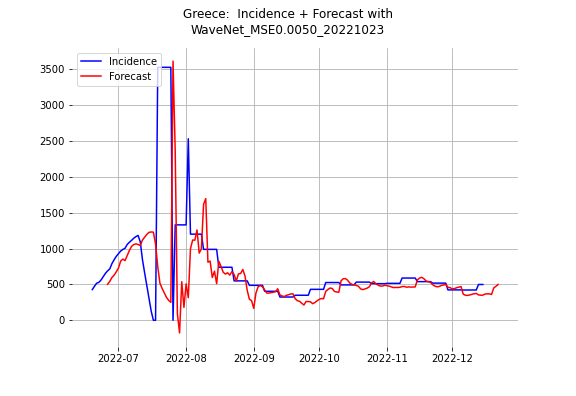 Greece:  Incidence + Forecast with
WaveNet_MSE0.0050_20221023
Incidence
Forecast
3500
3000
2500
2000
1500
1000
500
0
2022-07 2022-08 2022-09 2022-10 2022-11 2022-12